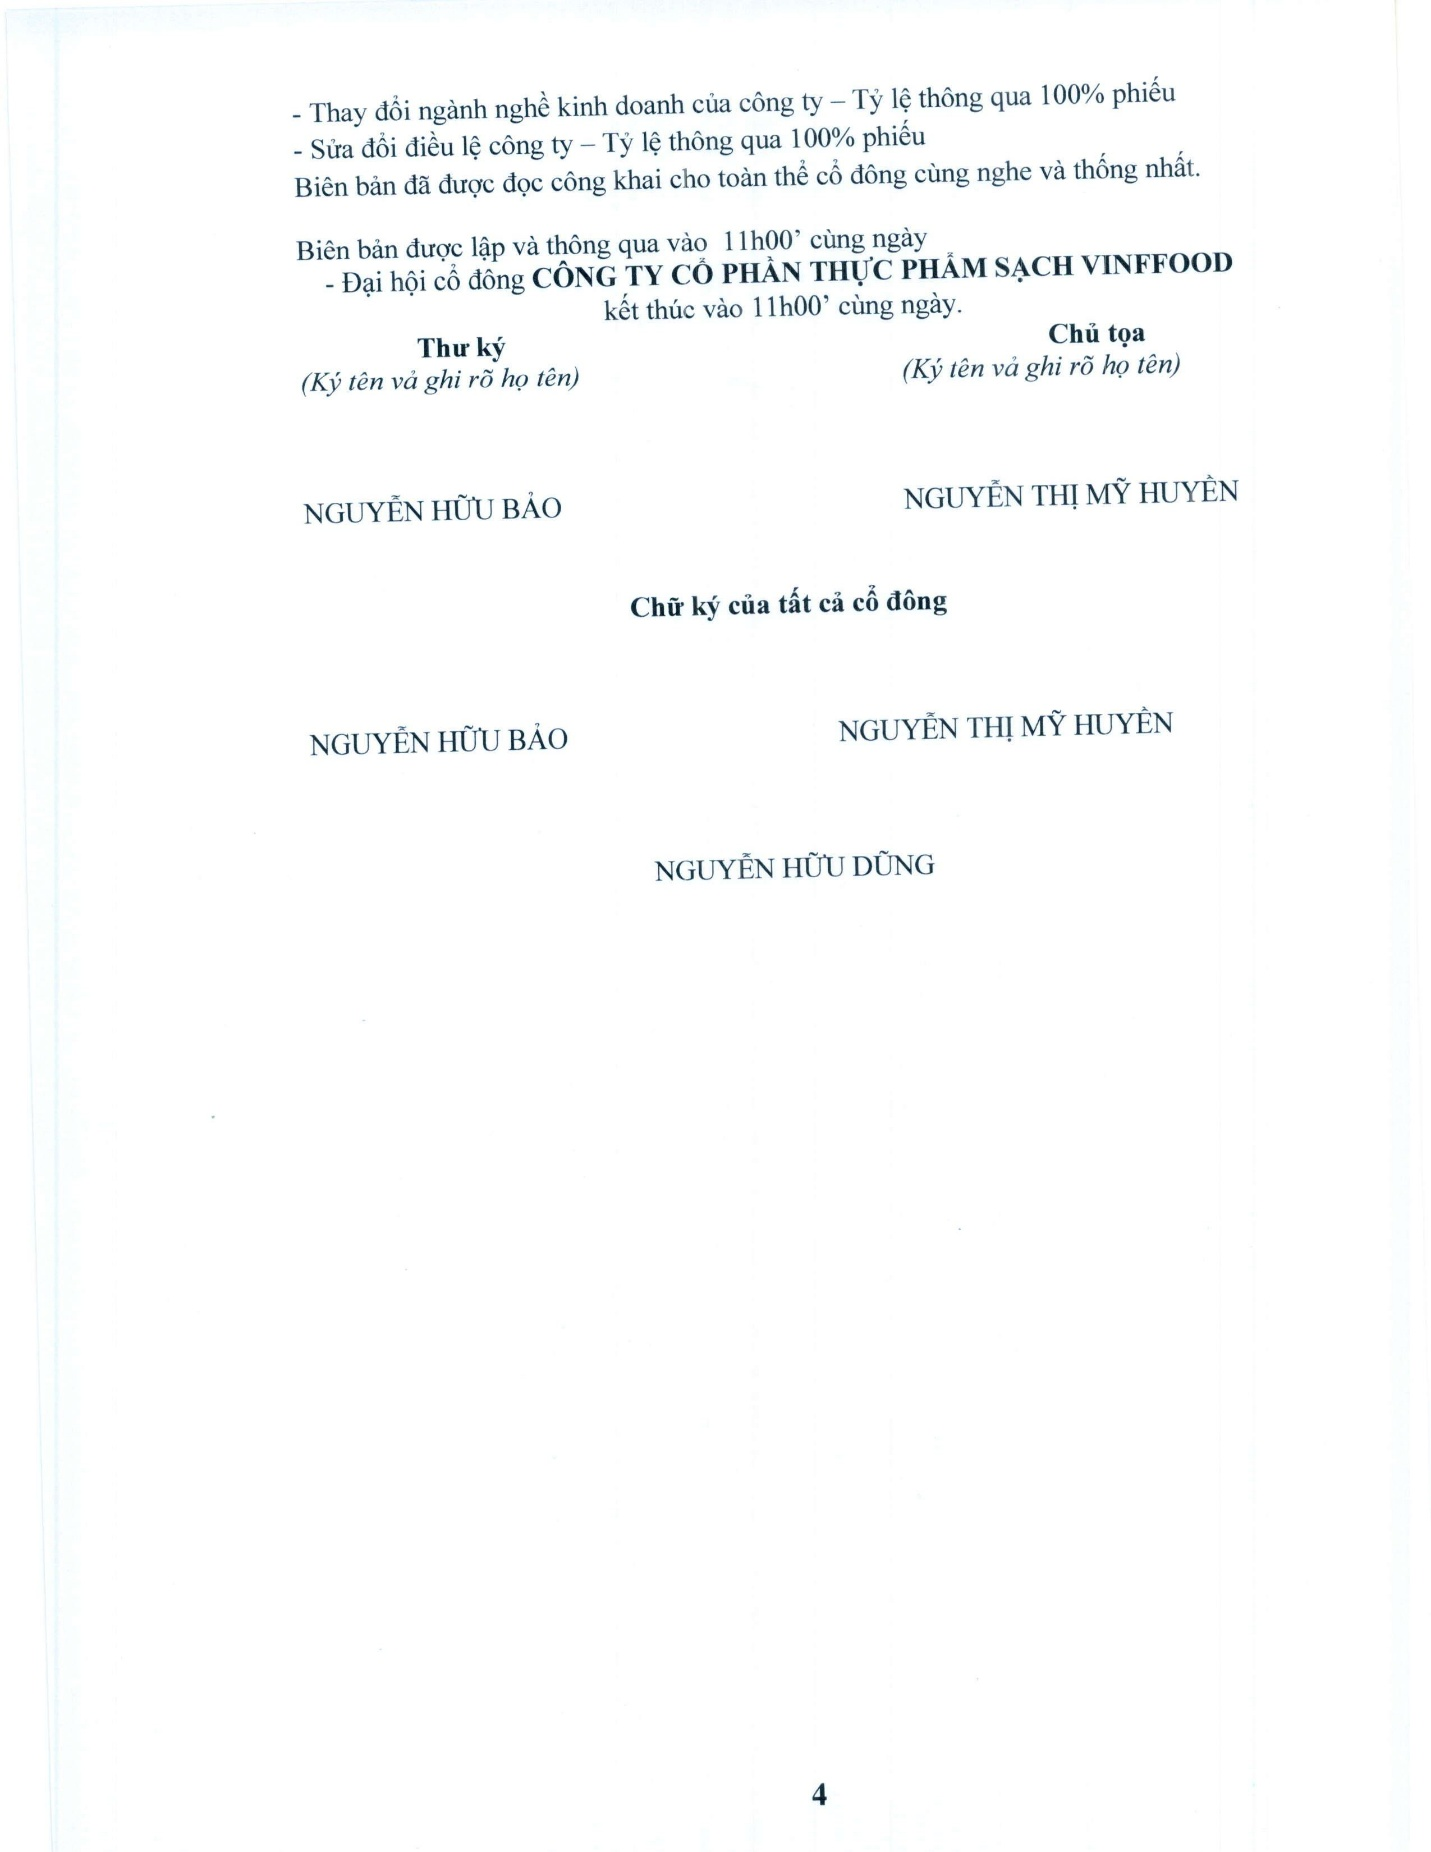 - Thay đổi ngành nghề kinh doanh của công ty – Tỷ lệ thông qua 100% phiếu
- Sửa đổi điều lệ công ty – Tỷ lệ thông qua 100% phiếu
Biên bản đã được đọc công khai cho toàn thể cổ đông cùng nghe và thống nhất.
Biên bản được lập và thông qua vào 11h00’ cùng ngày
- Đại hội cổ đông CÔNG TY CỔ PHẦN THỰC PHẨM SẠCH VINFFOOD
kết thúc vào 11h00’ cùng ngày.
Thư ký
Chủ tọa
(Ký tên vả ghi rõ họ tên)
(Ký tên vả ghi rõ họ tên)
NGUYỄN HỮU BẢO
NGUYỄN THỊ MỸ HUYỀN
Chữ ký của tất cả cổ đông
NGUYỄN HỮU BẢO
NGUYỄN THỊ MỸ HUYỀN
NGUYỄN HỮU DŨNG
4